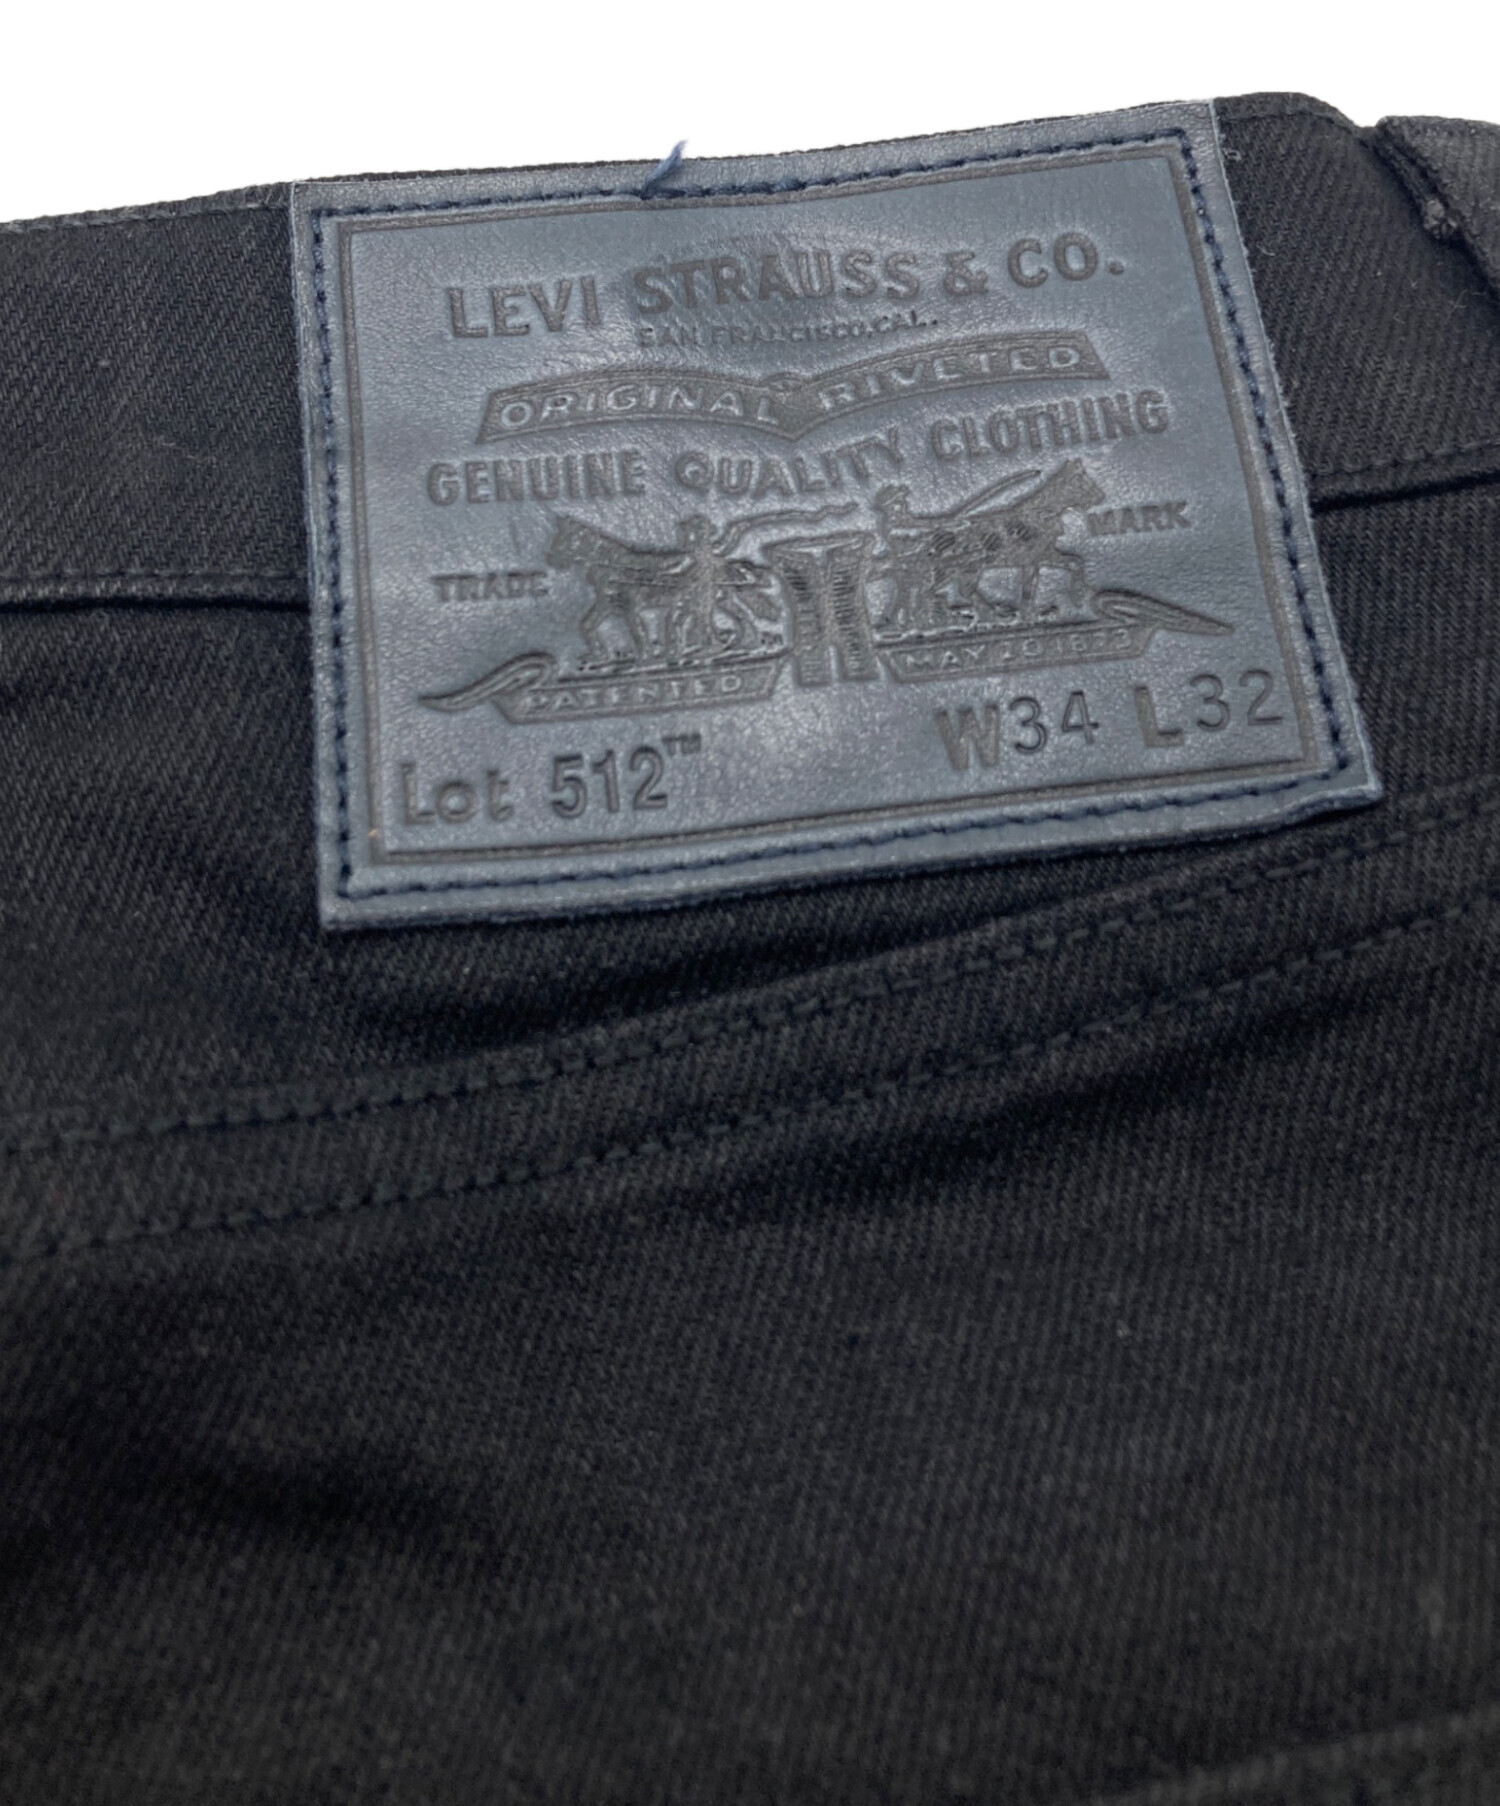 LEVI STRAUSS & CO.
SAN FRANCISCO, CAL.
ORIGINAL RIVETED
GENUINE QUALITY CLOTHING
TRADE MARK
PATENTED MAY 20 1873
Lot 512™ W34 L32